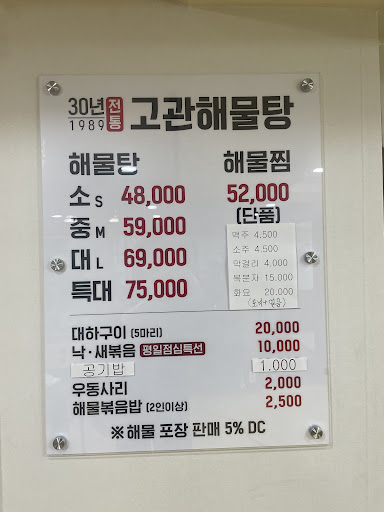 30년 전통 고관해물탕
1989
해물탕 해물찜
소S 48,000 52,000
(단품)
중M 59,000
대L 69,000
특대 75,000
맥주 4.500
소주 4.500
막걸리 4,000
복분자 15.000
화요 20.000
대하구이 (5마리) 20,000
낙·새볶음 평일점심특선 10,000
공기밥 1.000
우동사리 2,000
해물볶음밥 (2인이상) 2,500
※ 해물 포장 판매 5% DC